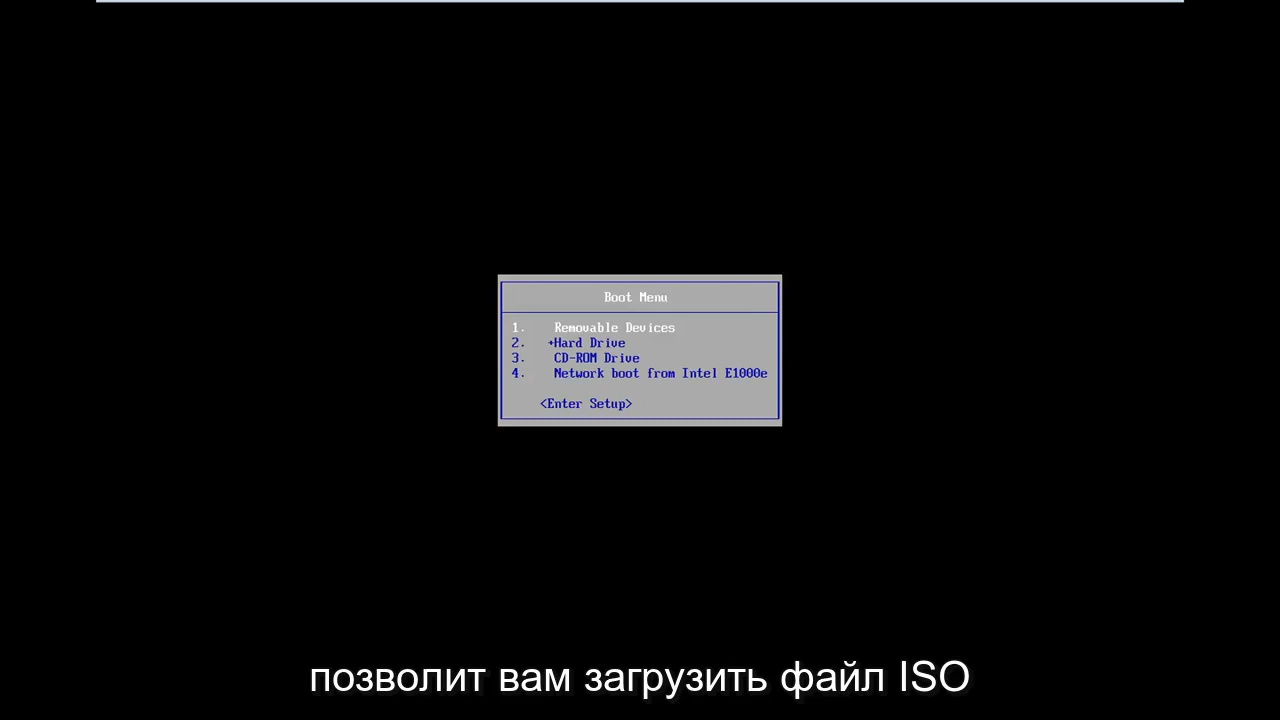 Boot Menu
1. Removable Devices
2. +Hard Drive
3. CD-ROM Drive
4. Network boot from Intel E1000e
<Enter Setup>
позволит вам загрузить файл ISO